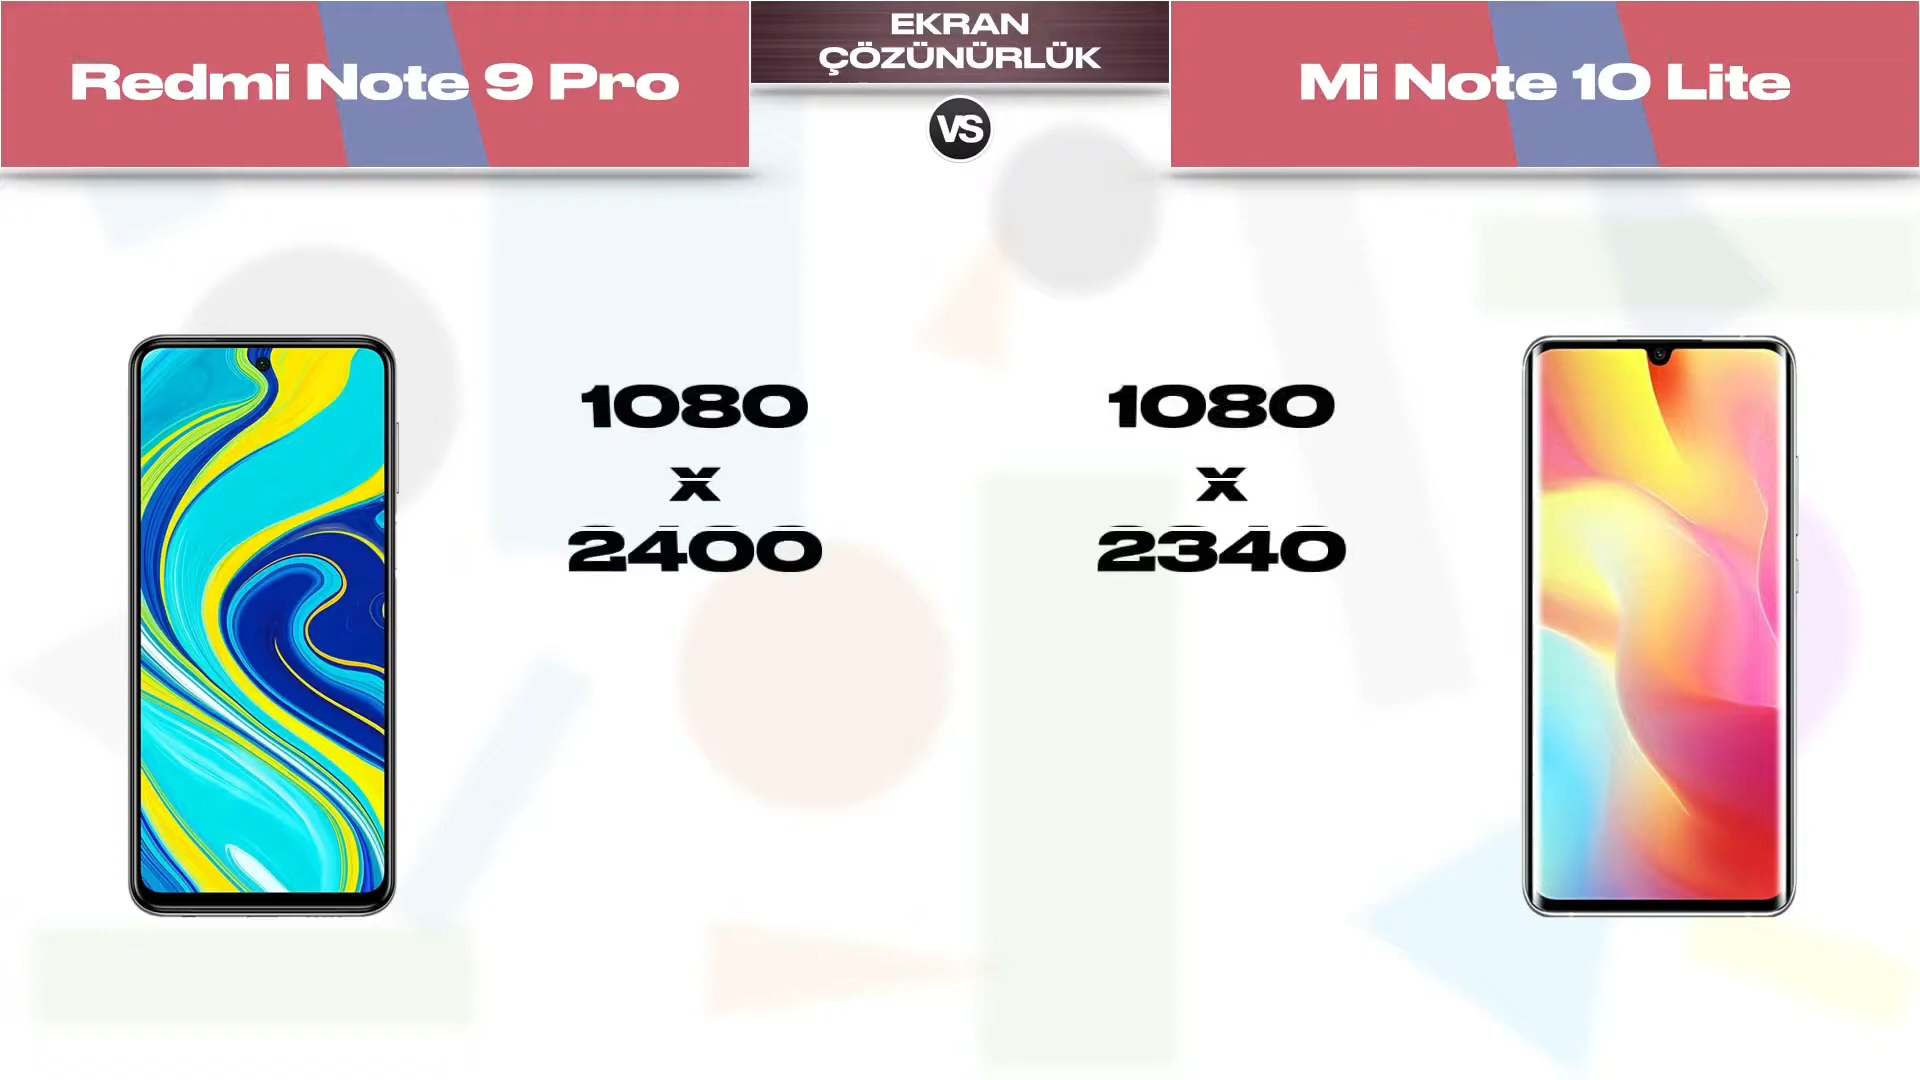 Redmi Note 9 Pro
EKRAN
ÇÖZÜNÜRLÜK
VS
Mi Note 10 Lite
1080
x
2400
1080
x
2340